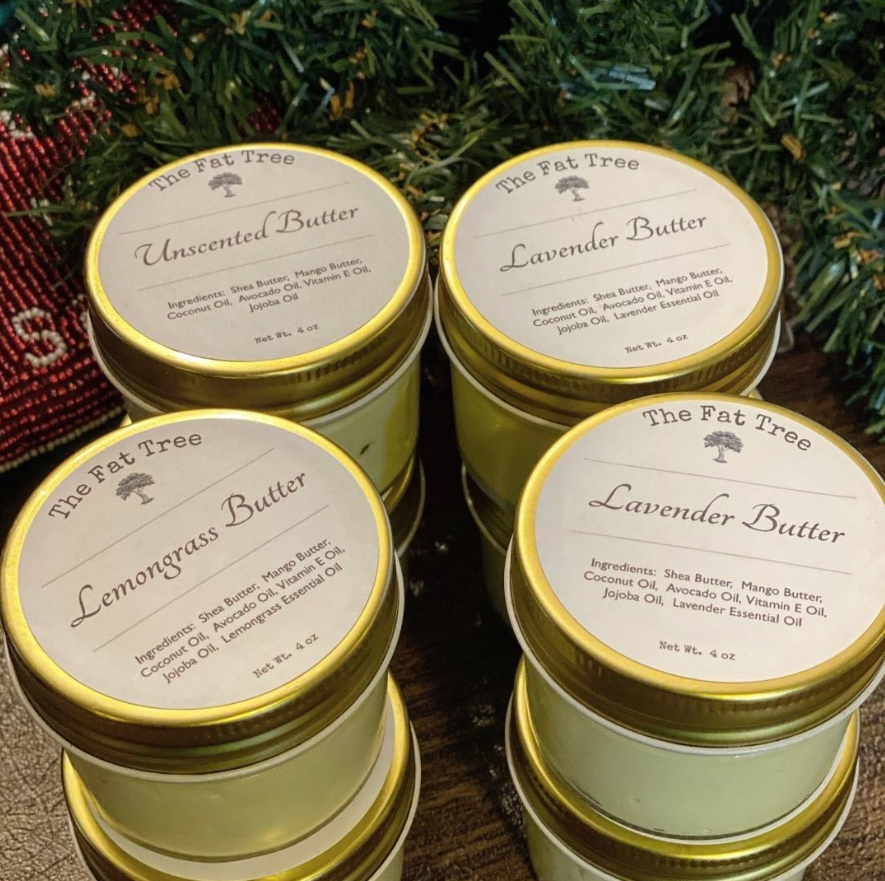 The Fat Tree
Unscented Butter
Ingredients: Shea Butter, Mango Butter,
Coconut Oil, Avocado Oil, Vitamin E Oil,
Jojoba Oil
Net Wt. 4 oz
The Fat Tree
Lavender Butter
Ingredients: Shea Butter, Mango Butter,
Coconut Oil, Avocado Oil, Vitamin E Oil,
Jojoba Oil, Lavender Essential Oil
Net Wt. 4 oz
S
The Fat Tree
Lemongrass Butter
Ingredients: Shea Butter, Mango Butter,
Coconut Oil, Avocado Oil, Vitamin E Oil,
Jojoba Oil, Lemongrass Essential Oil
Net Wt. 4 oz
The Fat Tree
Lavender Butter
Ingredients: Shea Butter, Mango Butter,
Coconut Oil, Avocado Oil, Vitamin E Oil,
Jojoba Oil, Lavender Essential Oil
Net Wt. 4 oz